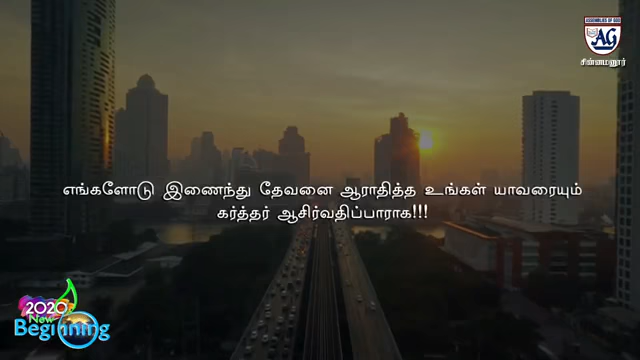 ASSEMBLIES OF GOD
AG
சின்னமனூர்
எங்களோடு இணைந்து தேவனை ஆராதித்த உங்கள் யாவரையும்
கர்த்தர் ஆசிர்வதிப்பாராக!!!
2020
New
Beginning